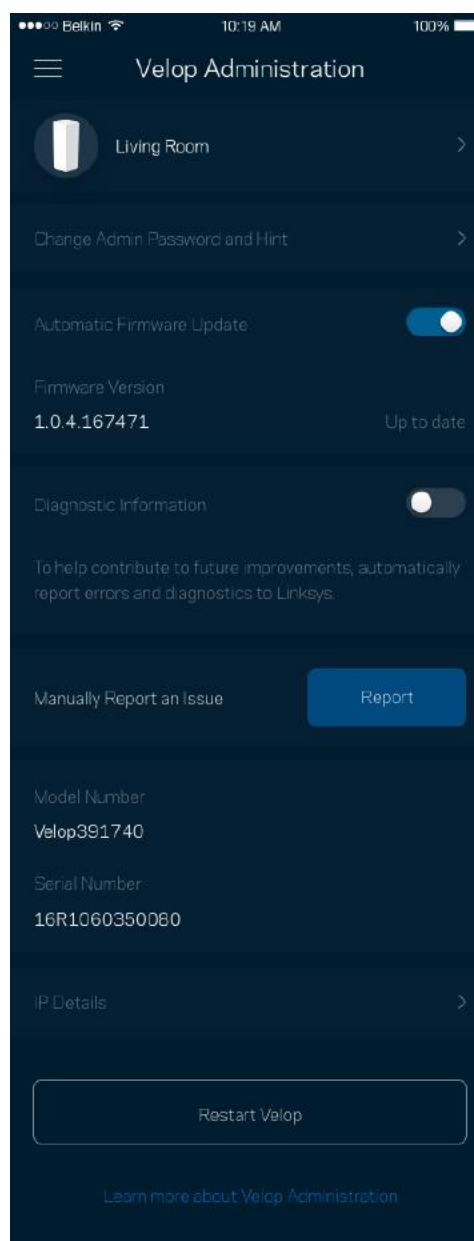 Belkin 10:19 AM 100%
Velop Administration
Living Room
Change Admin Password and Hint
Automatic Firmware Update
Firmware Version
1.0.4.167471 Up to date
Diagnostic Information
To help contribute to future improvements, automatically
report errors and diagnostics to Linksys.
Manually Report an Issue Report
Model Number
Velop391740
Serial Number
16R1060350080
IP Details
Restart Velop
Learn more about Velop Administration